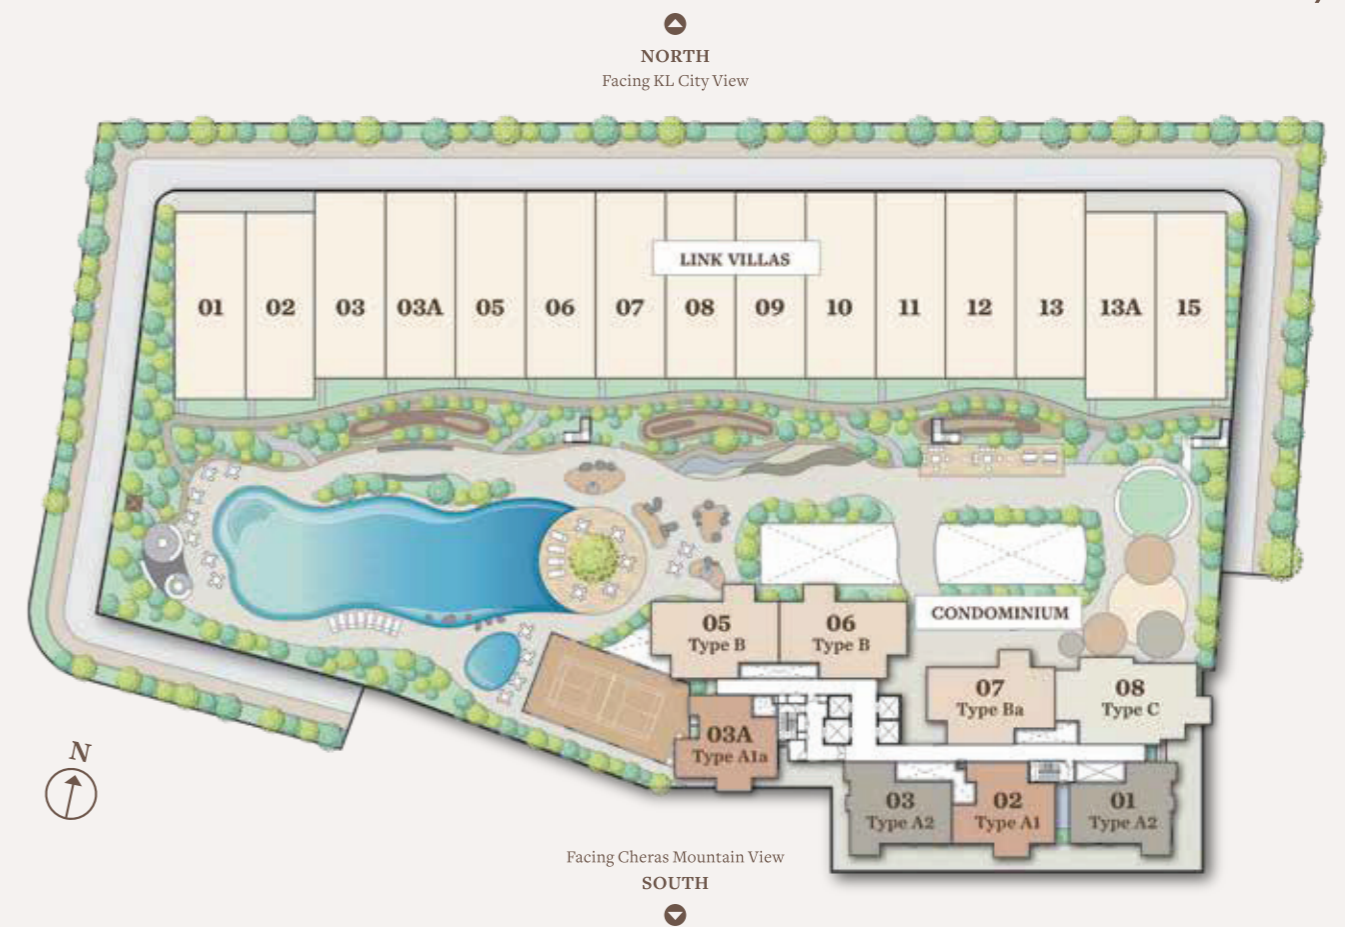 NORTH
Facing KL City View
LINK VILLAS
01 02 03 03A 05 06 07 08 09 10 11 12 13 13A 15
CONDOMINIUM
05
Type B
06
Type B
07
Type Ba
08
Type C
03A
Type A1a
03
Type A2
02
Type A1
01
Type A2
N
Facing Cheras Mountain View
SOUTH